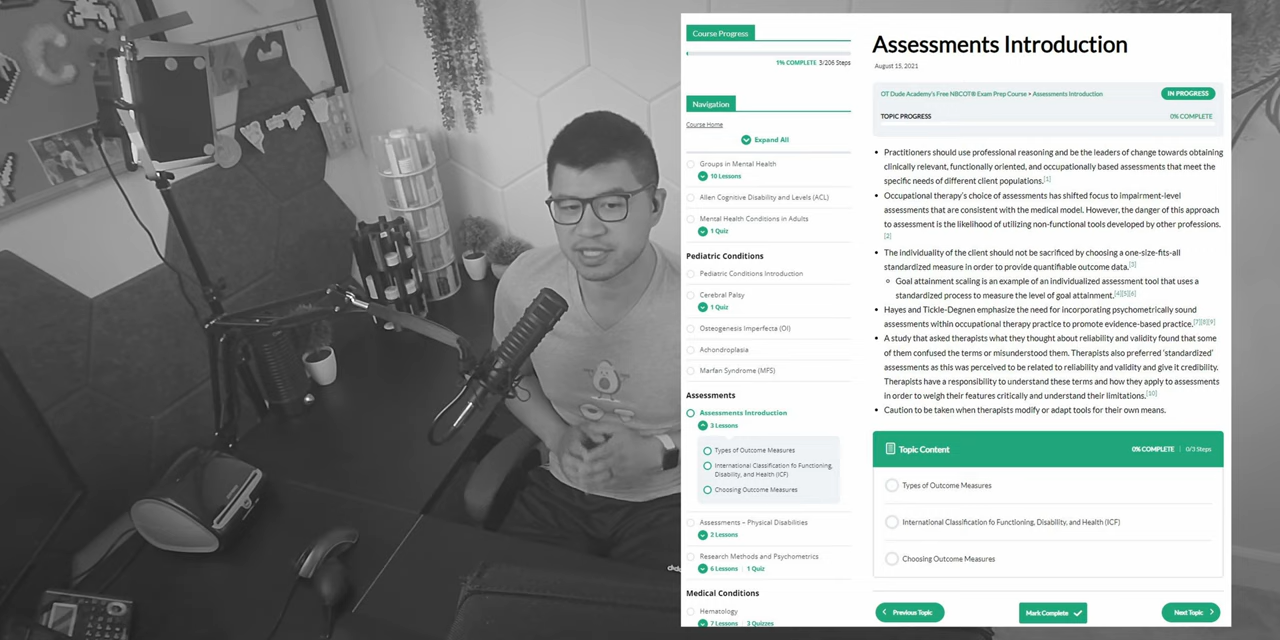 Course Progress
1% COMPLETE 3/206 Steps
Navigation
Course Home
Expand All
Groups in Mental Health
10 Lessons
Allen Cognitive Disability and Levels (ACL)
Mental Health Conditions in Adults
1 Quiz
Pediatric Conditions
Pediatric Conditions Introduction
Cerebral Palsy
1 Quiz
Osteogenesis Imperfecta (OI)
Achondroplasia
Marfan Syndrome (MFS)
Assessments
Assessments Introduction
3 Lessons
Types of Outcome Measures
International Classification fo Functioning,
Disability, and Health (ICF)
Choosing Outcome Measures
Assessments – Physical Disabilities
2 Lessons
Research Methods and Psychometrics
6 Lessons | 1 Quiz
Medical Conditions
Hematology
7 Lessons | 3 Quizzes
Assessments Introduction
August 15, 2021
OT Dude Academy's Free NBCOT® Exam Prep Course • Assessments Introduction
IN PROGRESS
TOPIC PROGRESS
0% COMPLETE
• Practitioners should use professional reasoning and be the leaders of change towards obtaining
clinically relevant, functionally oriented, and occupationally based assessments that meet the
specific needs of different client populations.[1]
• Occupational therapy's choice of assessments has shifted focus to impairment-level
assessments that are consistent with the medical model. However, the danger of this approach
to assessment is the likelihood of utilizing non-functional tools developed by other professions.
[2]
• The individuality of the client should not be sacrificed by choosing a one-size-fits-all
standardized measure in order to provide quantifiable outcome data.[3]
Goal attainment scaling is an example of an individualized assessment tool that uses a
standardized process to measure the level of goal attainment.[4][5][6]
• Hayes and Tickle-Degnen emphasize the need for incorporating psychometrically sound
assessments within occupational therapy practice to promote evidence-based practice.[7][8][9]
• A study that asked therapists what they thought about reliability and validity found that some
of them confused the terms or misunderstood them. Therapists also preferred 'standardized'
assessments as this was perceived to be related to reliability and validity and give it credibility.
Therapists have a responsibility to understand these terms and how they apply to assessments
in order to weigh their features critically and understand their limitations.[10]
• Caution to be taken when therapists modify or adapt tools for their own means.
Topic Content
0% COMPLETE | 0/3 Steps
Types of Outcome Measures
International Classification fo Functioning, Disability, and Health (ICF)
Choosing Outcome Measures
Previous Topic
Mark Complete
Next Topic